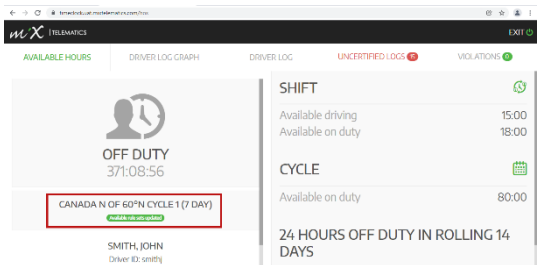 timeclock.uat.mixtelematics.com/hos
miX TELEMATICS
EXIT
AVAILABLE HOURS
DRIVER LOG GRAPH
DRIVER LOG
UNCERTIFIED LOGS 15
VIOLATIONS 0
OFF DUTY
371:08:56
CANADA N OF 60°N CYCLE 1 (7 DAY)
Available rule sets updated
SMITH, JOHN
Driver ID: smithj
SHIFT
Available driving 15:00
Available on duty 18:00
CYCLE
Available on duty 80:00
24 HOURS OFF DUTY IN ROLLING 14
DAYS